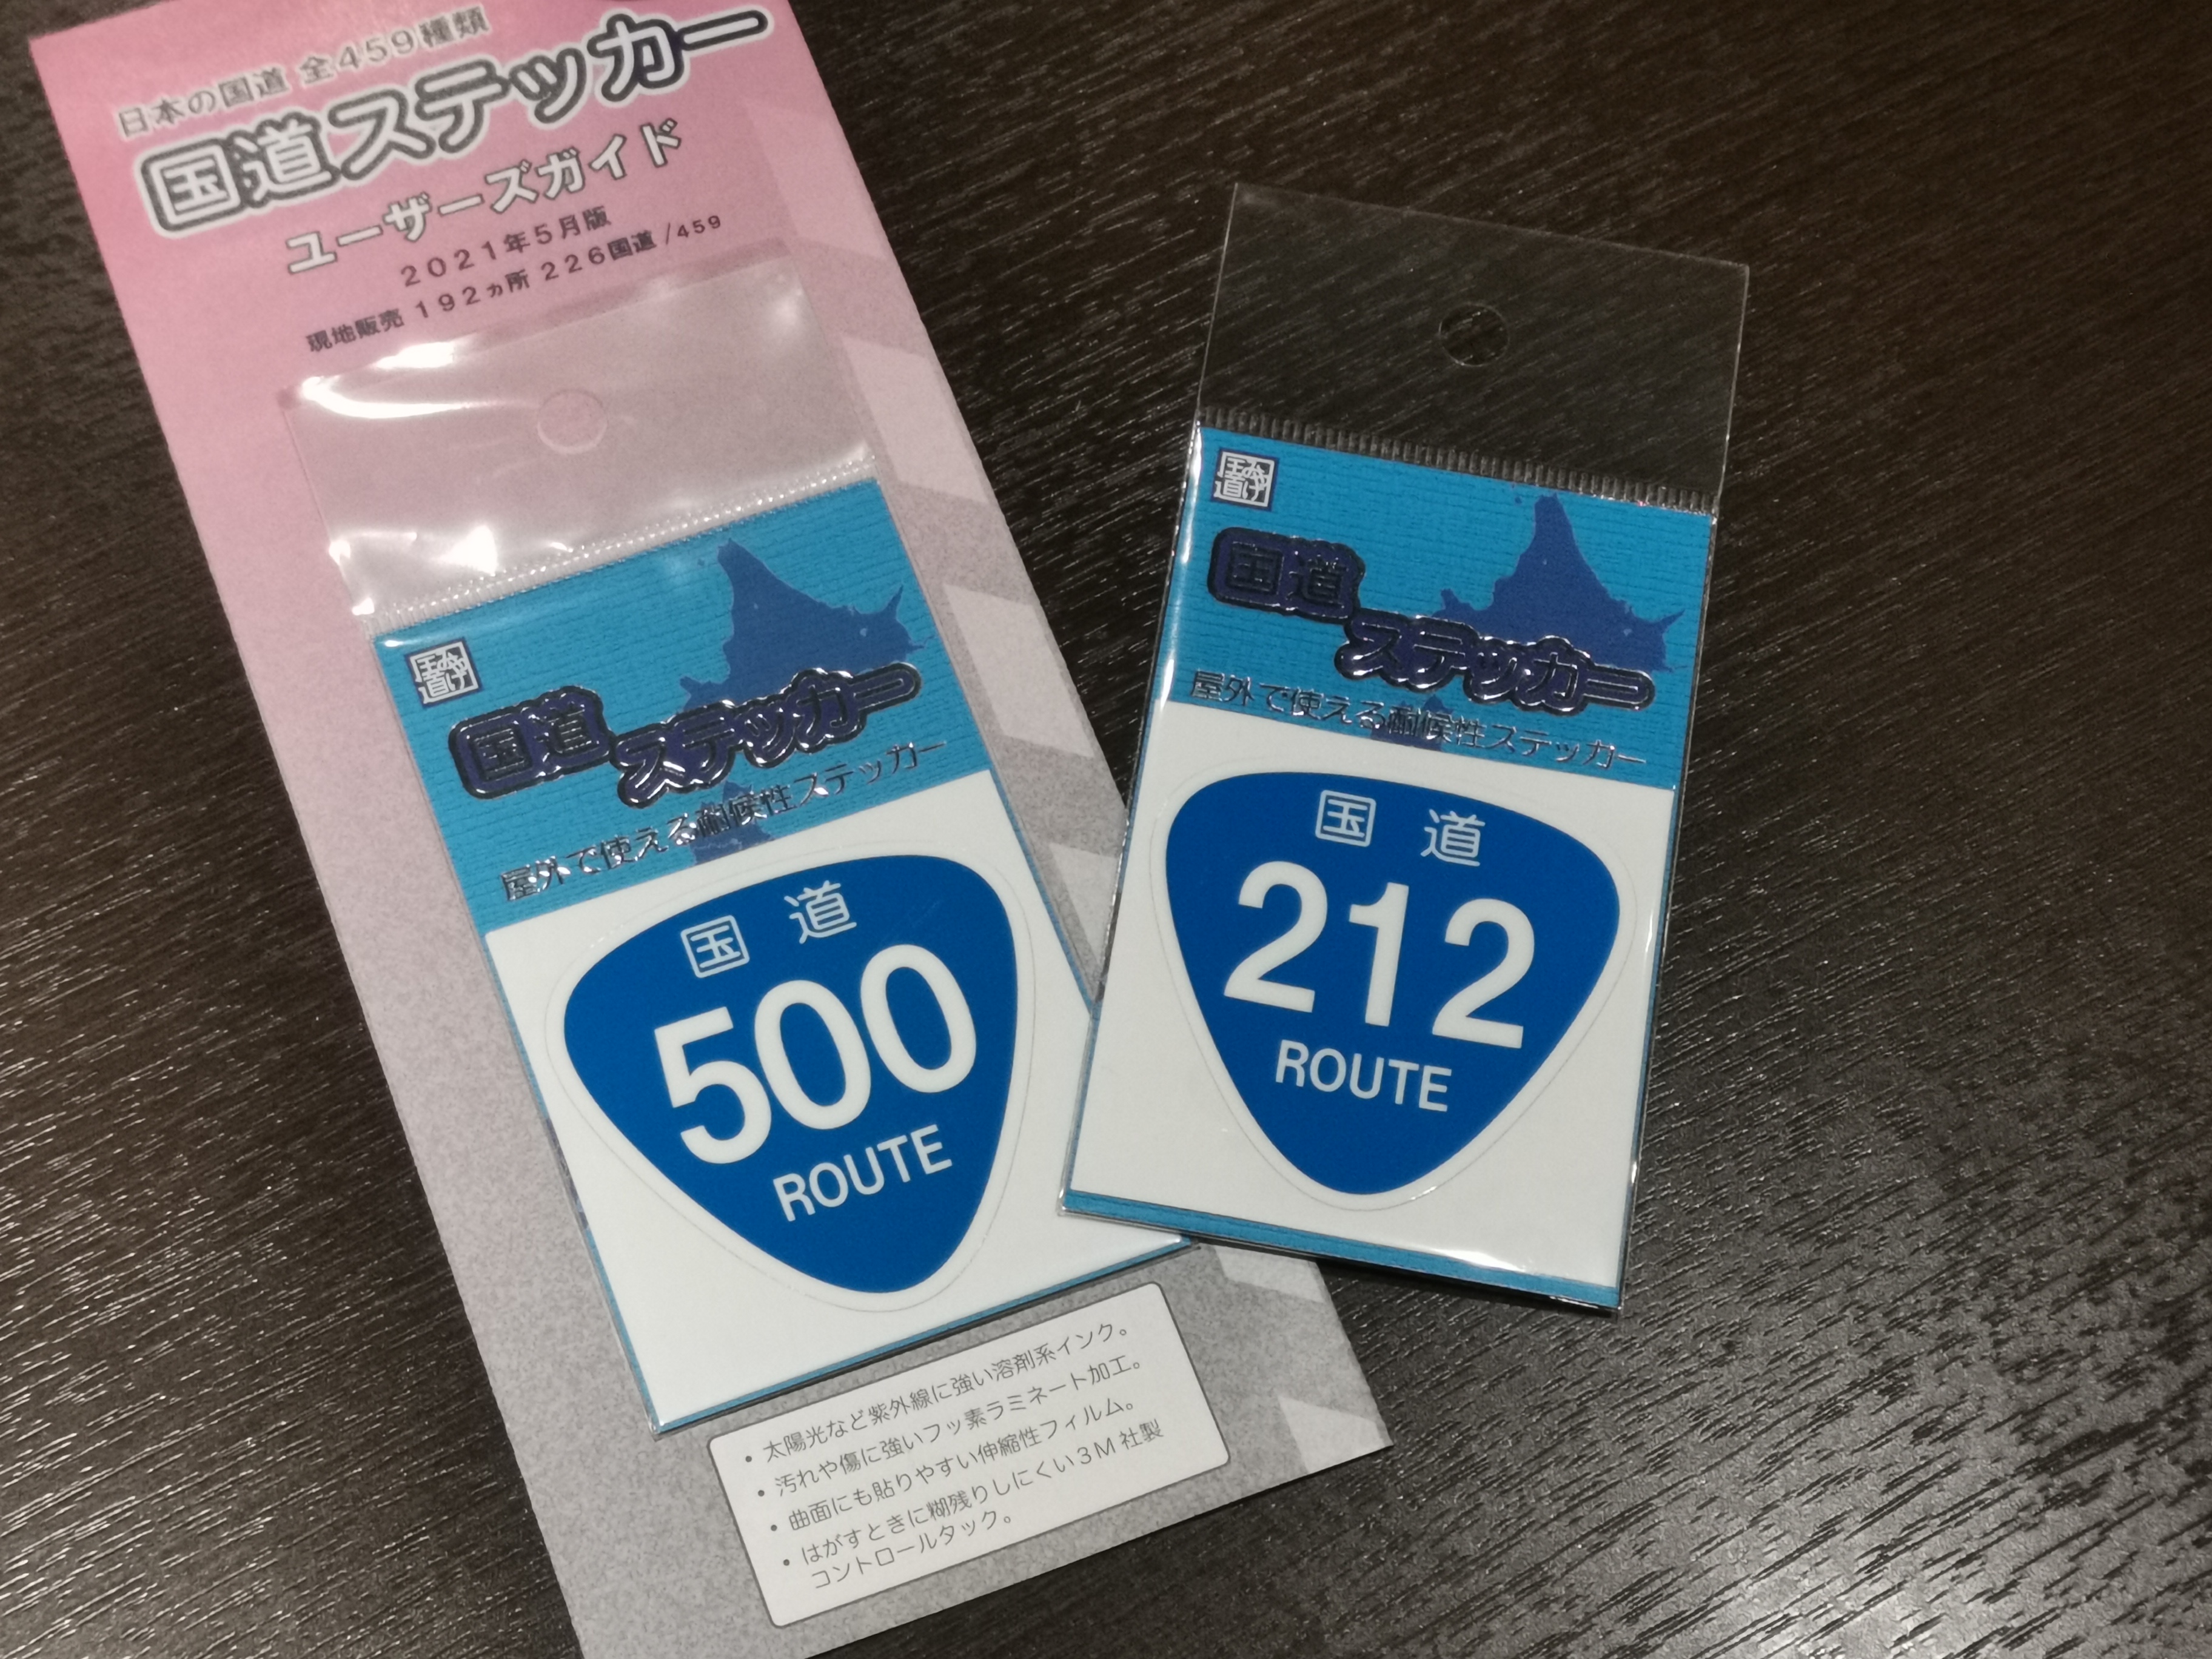 日本の国道 全459種類
国道ステッカー
ユーザーズガイド
2021年5月版
現地販売 192ヵ所 226国道/459
国道
ステッカー
屋外で使える耐候性ステッカー
国道
500
ROUTE
・太陽光など紫外線に強い溶剤系インク。
・汚れや傷に強いフッ素ラミネート加工。
・曲面にも貼りやすい伸縮性フィルム。
・はがすときに糊残りしにくい3M社製
コントロールタック。
国道
ステッカー
屋外で使える耐候性ステッカー
国道
212
ROUTE